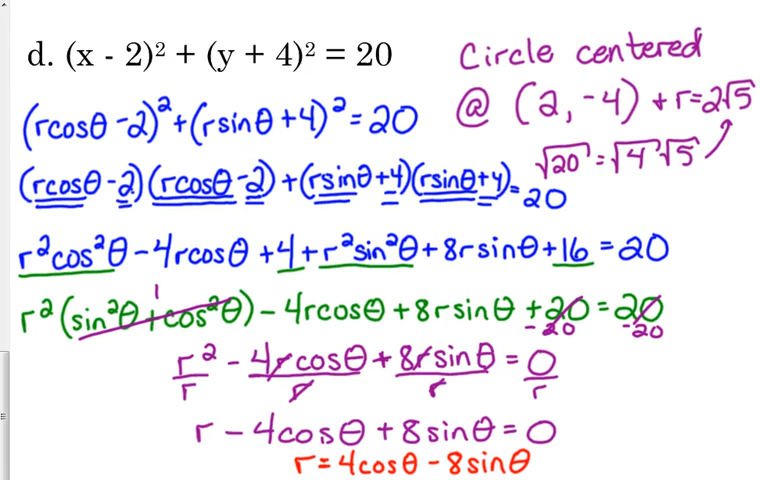 d. (x - 2)² + (y + 4)² = 20
Circle centered
@ (2, -4) + r=2√5
√20 = √4 √5
(rcosθ -2)² + (rsinθ +4)² = 20
(rcosθ -2)(rcosθ -2) + (rsinθ +4)(rsinθ +4) = 20
r²cos²θ - 4rcosθ + 4 + r²sin²θ + 8rsinθ + 16 = 20
1
r²(sin²θ + cos²θ) - 4rcosθ + 8rsinθ + 20 = 20
-20 -20
r² - 4rcosθ + 8rsinθ = 0
r r r r
r - 4cosθ + 8sinθ = 0
r = 4cosθ - 8sinθ